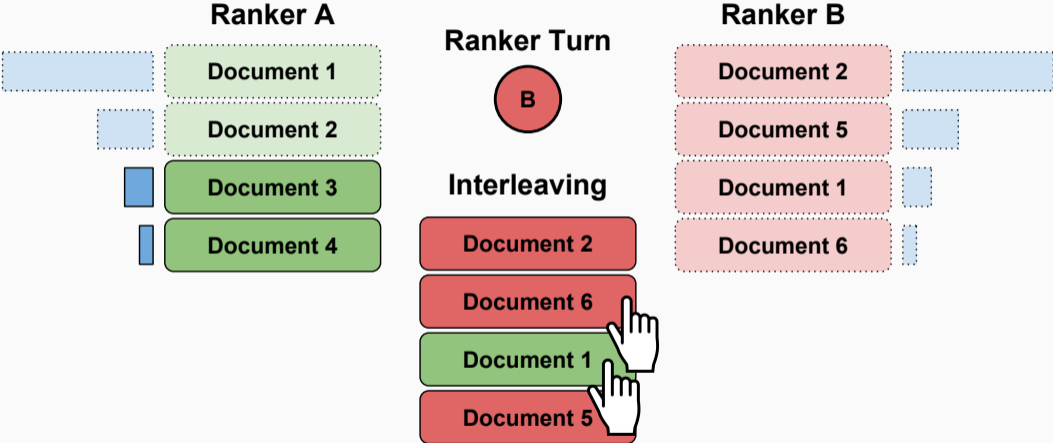 Ranker A
Document 1
Document 2
Document 3
Document 4
Ranker Turn
B
Interleaving
Document 2
Document 6
Document 1
Document 5
Ranker B
Document 2
Document 5
Document 1
Document 6